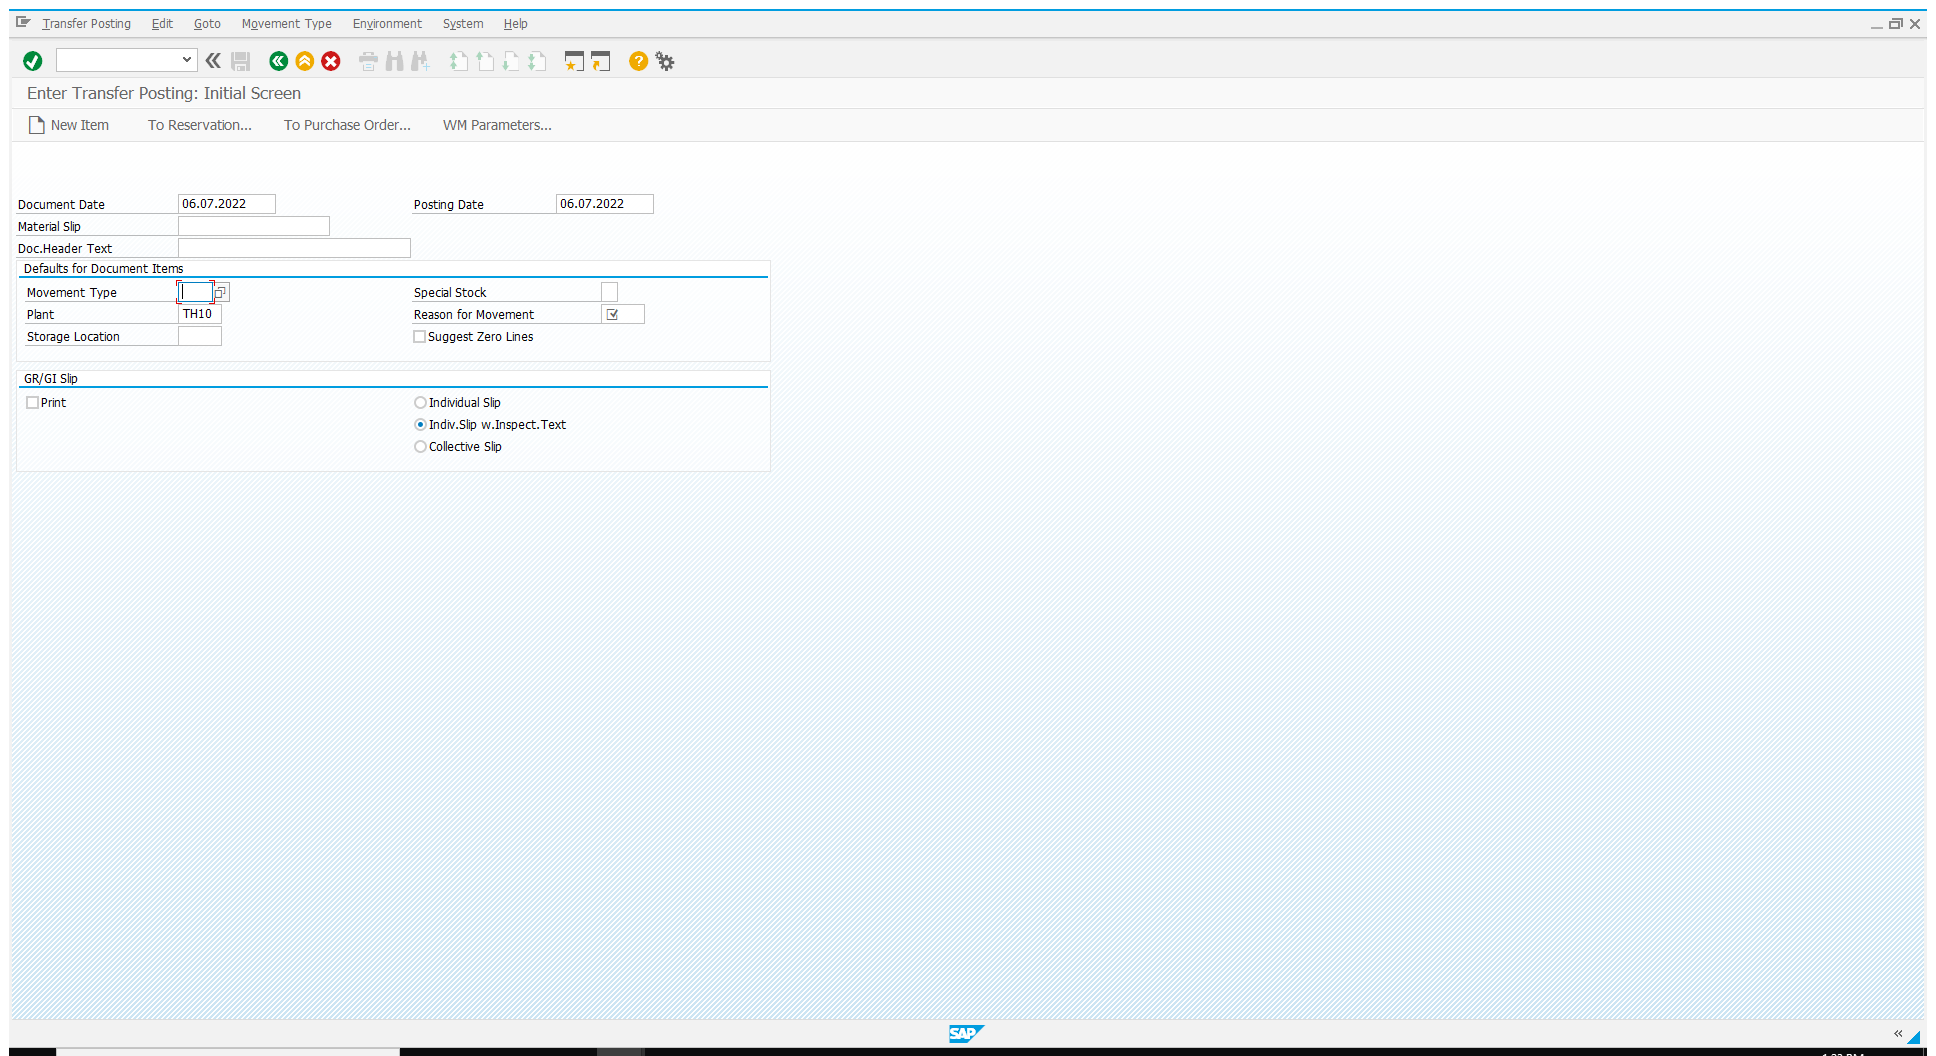 Transfer Posting Edit Goto Movement Type Environment System Help
Enter Transfer Posting: Initial Screen
New Item To Reservation... To Purchase Order... WM Parameters...
Document Date 06.07.2022 Posting Date 06.07.2022
Material Slip
Doc.Header Text
Defaults for Document Items
Movement Type Special Stock
Plant TH10 Reason for Movement
Storage Location Suggest Zero Lines
GR/GI Slip
Print Individual Slip
Indiv.Slip w.Inspect.Text
Collective Slip
SAP